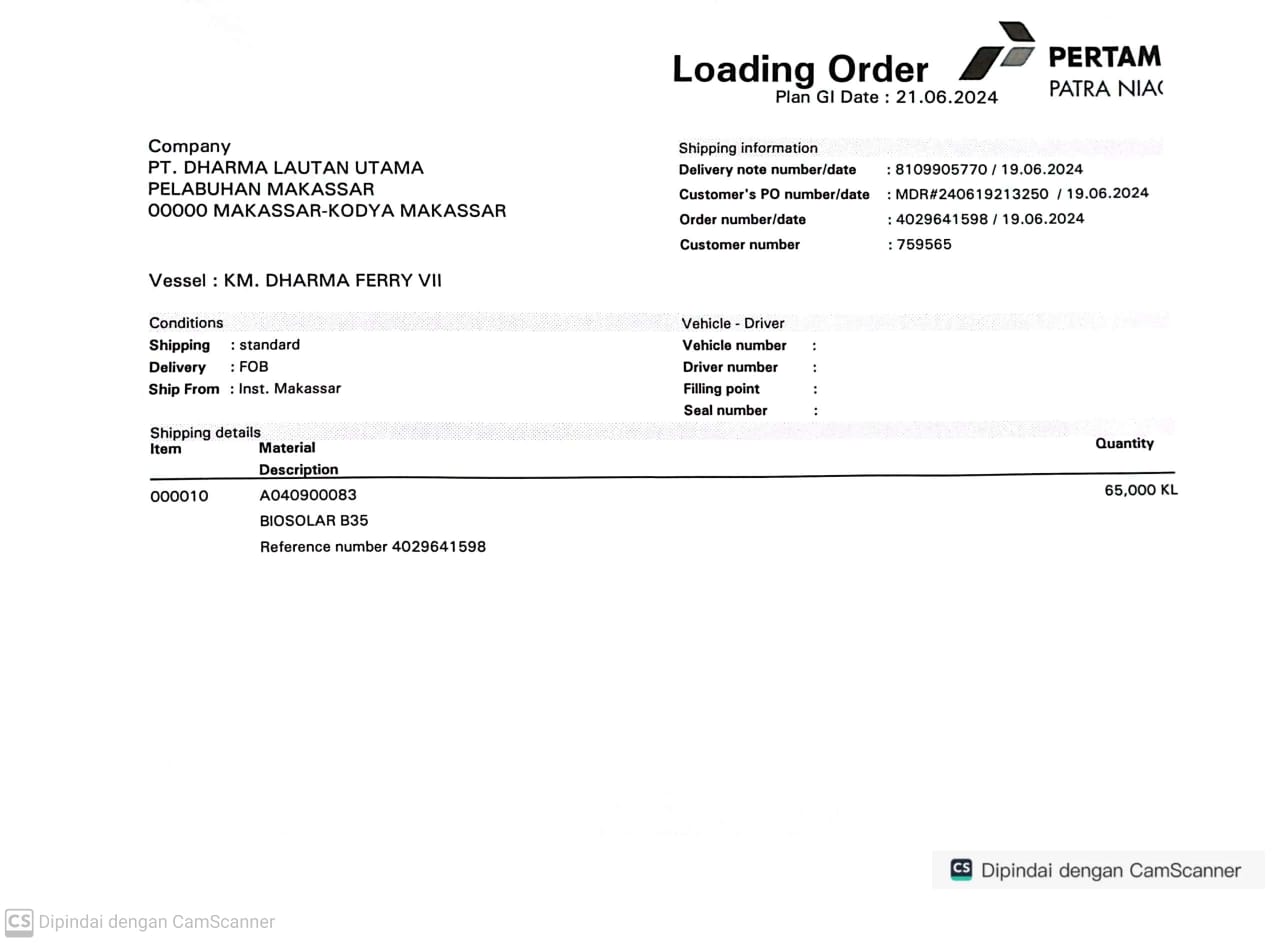 Loading Order
Plan GI Date : 21.06.2024
PERTAM
PATRA NIA
Company
PT. DHARMA LAUTAN UTAMA
PELABUHAN MAKASSAR
00000 MAKASSAR-KODYA MAKASSAR
Shipping information
Delivery note number/date : 8109905770 / 19.06.2024
Customer's PO number/date : MDR#240619213250 / 19.06.2024
Order number/date : 4029641598 / 19.06.2024
Customer number : 759565
Vessel : KM. DHARMA FERRY VII
Conditions
Shipping : standard
Delivery : FOB
Ship From : Inst. Makassar
Vehicle - Driver
Vehicle number :
Driver number :
Filling point :
Seal number :
Shipping details
Item Material Quantity
Description
000010 A040900083 65,000 KL
BIOSOLAR B35
Reference number 4029641598
CS Dipindai dengan CamScanner
CS Dipindai dengan CamScanner